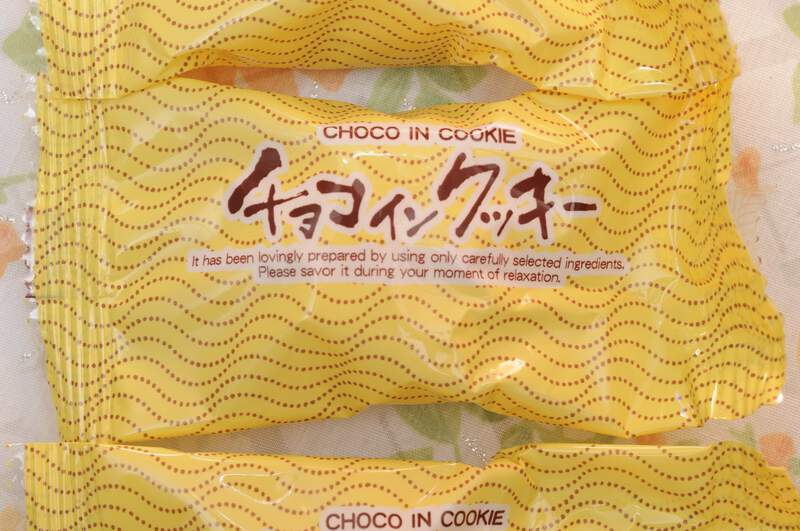 CHOCO IN COOKIE
チョコインクッキー
It has been lovingly prepared by using only carefully selected ingredients.
Please savor it during your moment of relaxation.
CHOCO IN COOKIE